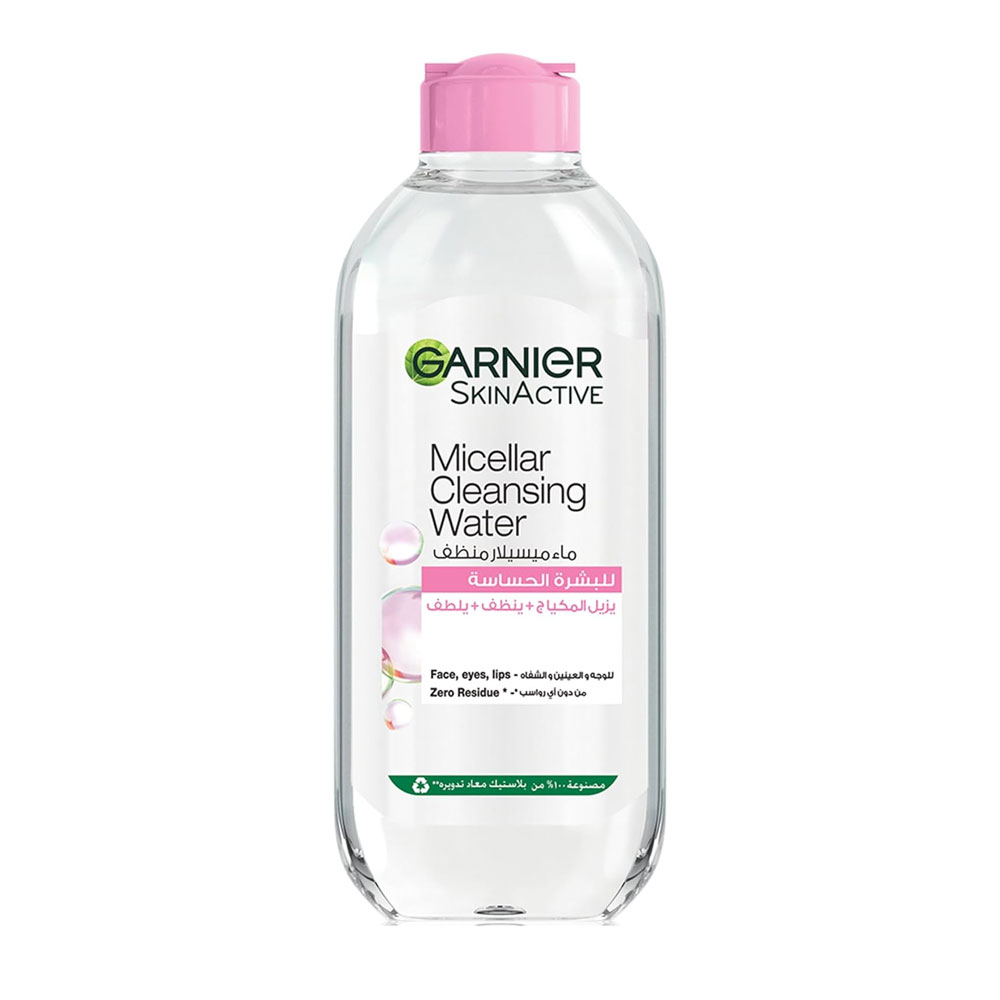 GARNIER
SKINACTIVE
Micellar
Cleansing
Water
ماء ميسيلار منظف
للبشرة الحساسة
يزيل المكياج + ينظف + يلطف
Face, eyes, lips - للوجه و العينين و الشفاه
Zero Residue * -* من دون أي رواسب
مصنوعة ١٠٠% من بلاستيك معاد تدويره**